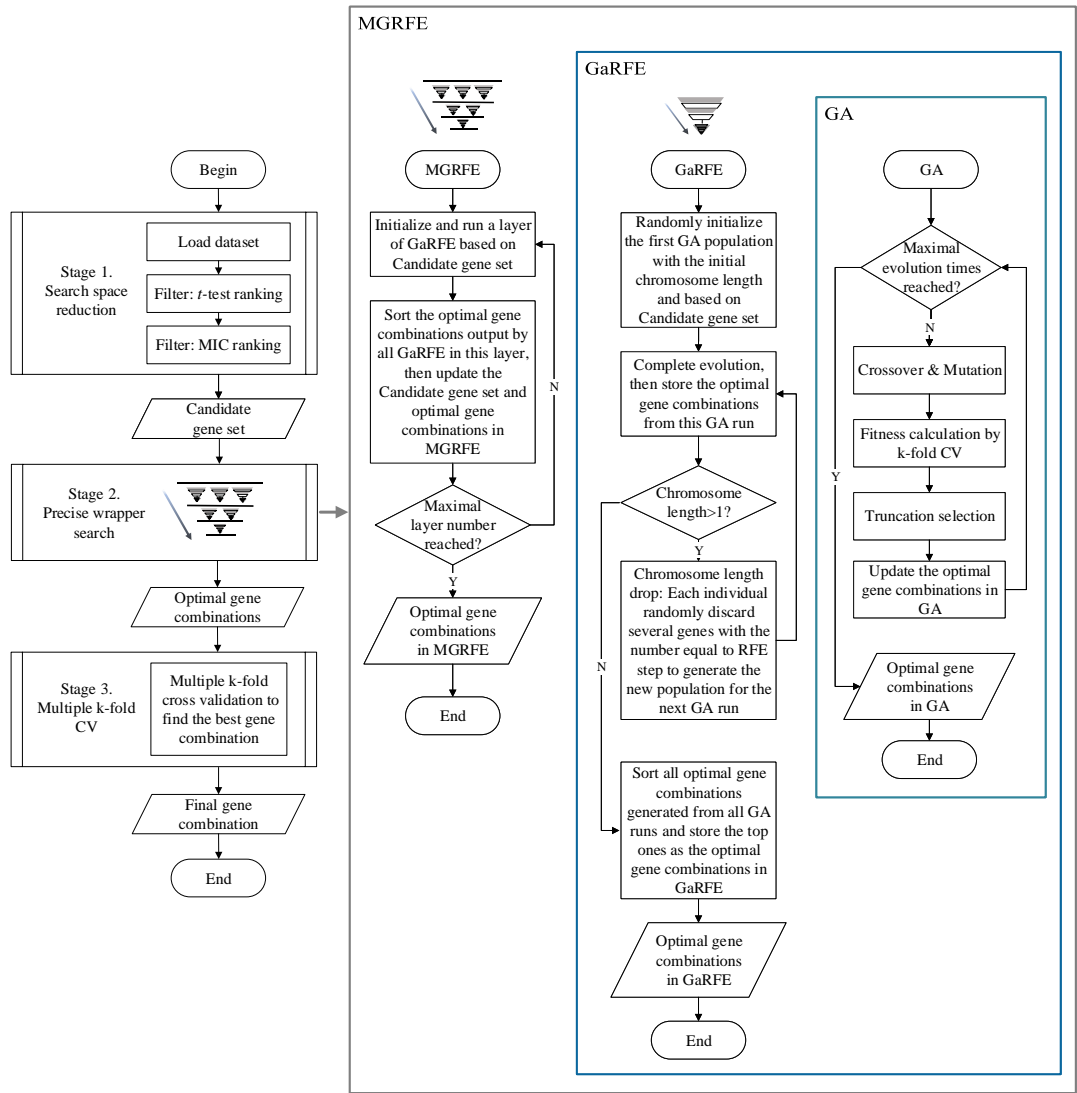 MGRFE
GaRFE
GA
Begin
Stage 1.
Search space
reduction
Load dataset
Filter: t-test ranking
Filter: MIC ranking
Candidate
gene set
Stage 2.
Precise wrapper
search
Optimal gene
combinations
Stage 3.
Multiple k-fold
CV
Multiple k-fold
cross validation to
find the best gene
combination
Final gene
combination
End
MGRFE
Initialize and run a layer
of GaRFE based on
Candidate gene set
Sort the optimal gene
combinations output by
all GaRFE in this layer,
then update the
Candidate gene set and
optimal gene
combinations in
MGRFE
N
Maximal
layer number
reached?
Y
Optimal gene
combinations
in MGRFE
End
GaRFE
Randomly initialize
the first GA population
with the initial
chromosome length
and based on
Candidate gene set
Complete evolution,
then store the optimal
gene combinations
from this GA run
Chromosome
length>1?
Y
Chromosome length
drop: Each individual
randomly discard
several genes with the
number equal to RFE
step to generate the
new population for the
next GA run
N
Sort all optimal gene
combinations
generated from all GA
runs and store the top
ones as the optimal
gene combinations in
GaRFE
Optimal gene
combinations
in GaRFE
End
GA
Maximal
evolution times
reached?
N
Crossover & Mutation
Fitness calculation by
k-fold CV
Y
Truncation selection
Update the optimal
gene combinations in
GA
Optimal gene
combinations
in GA
End